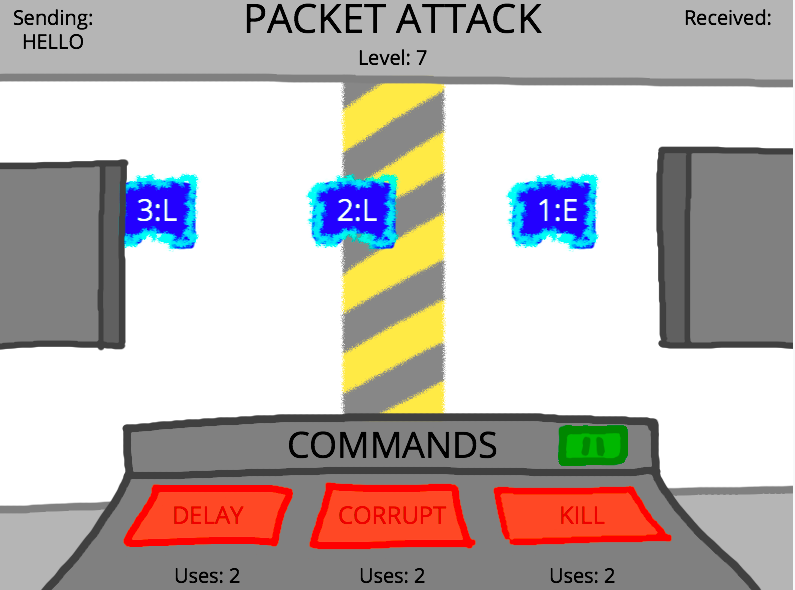 Sending:
HELLO
PACKET ATTACK
Level: 7
Received:
3:L
2:L
1:E
COMMANDS
DELAY
CORRUPT
KILL
Uses: 2
Uses: 2
Uses: 2